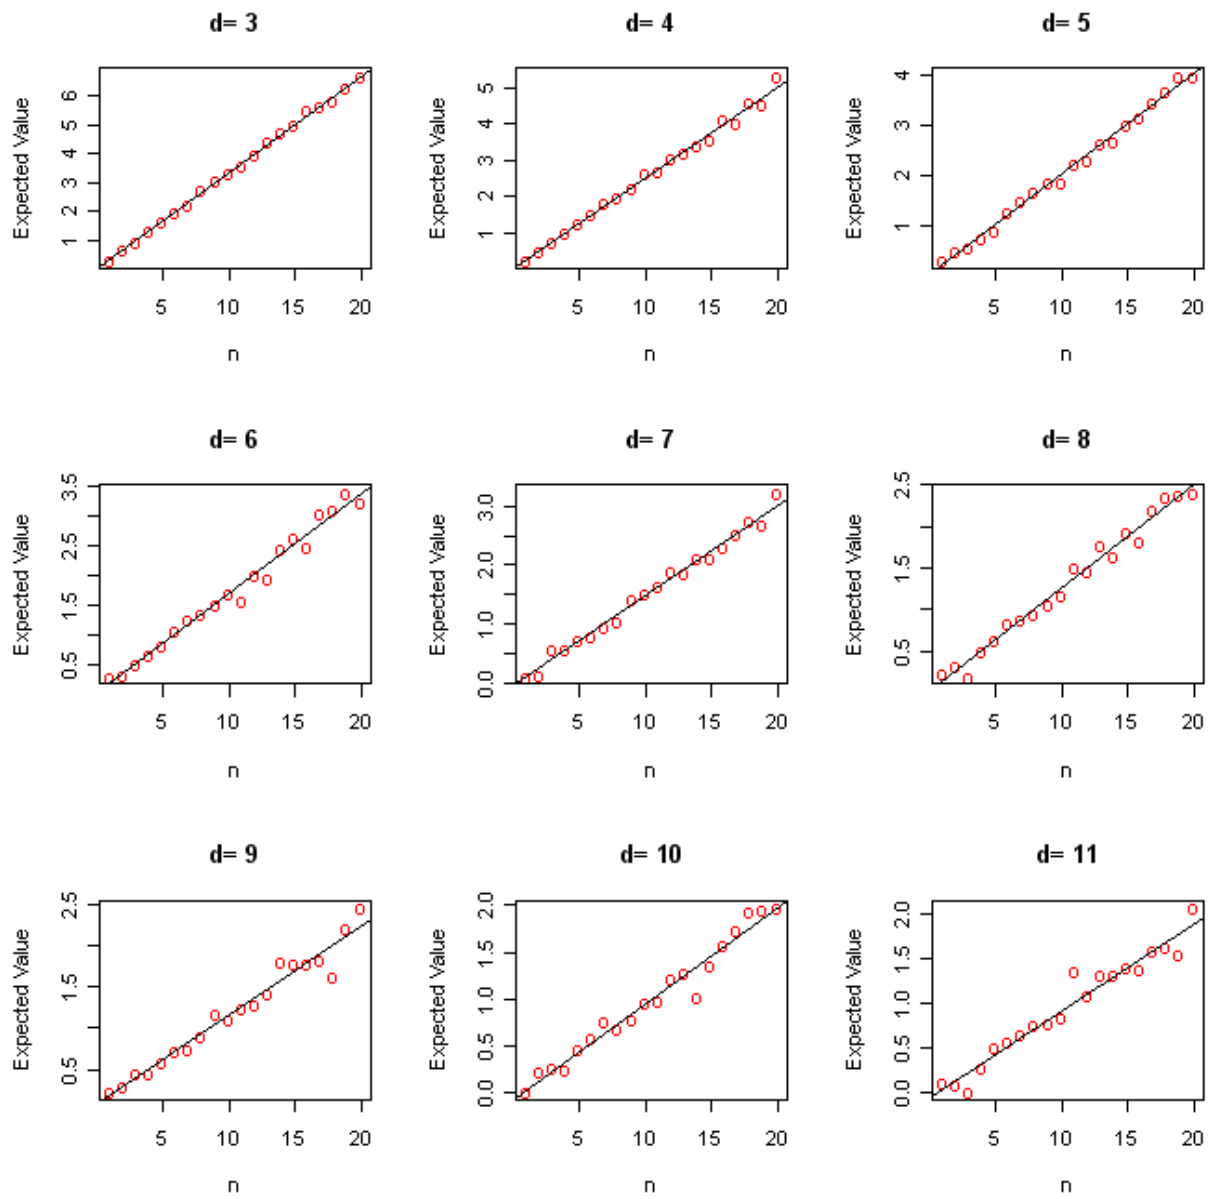 d= 3
d= 4
d= 5
Expected Value
1 2 3 4 5 6
5 10 15 20
n
Expected Value
1 2 3 4 5
5 10 15 20
n
Expected Value
1 2 3 4
5 10 15 20
n
d= 6
d= 7
d= 8
Expected Value
0.5 1.5 2.5 3.5
5 10 15 20
n
Expected Value
0.0 1.0 2.0 3.0
5 10 15 20
n
Expected Value
0.5 1.5 2.5
5 10 15 20
n
d= 9
d= 10
d= 11
Expected Value
0.5 1.5 2.5
5 10 15 20
n
Expected Value
0.0 0.5 1.0 1.5 2.0
5 10 15 20
n
Expected Value
0.0 0.5 1.0 1.5 2.0
5 10 15 20
n